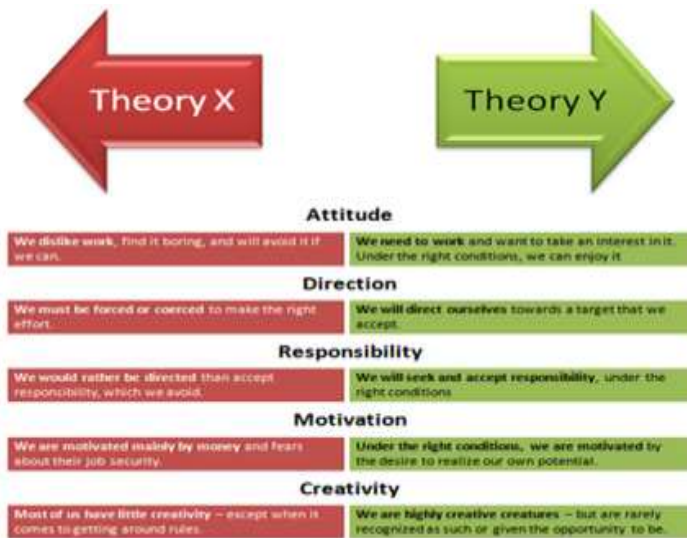 Theory X
Theory Y
Attitude
We dislike work, find it boring, and will avoid it if
we can.
We need to work and want to take an interest in it.
Under the right conditions, we can enjoy it
Direction
We must be forced or coerced to make the right
effort.
We will direct ourselves towards a target that we
accept.
Responsibility
We would rather be directed than accept
responsibility, which we avoid.
We will seek and accept responsibility, under the
right conditions
Motivation
We are motivated mainly by money and fears
about their job security.
Under the right conditions, we are motivated by
the desire to realize our own potential.
Creativity
Most of us have little creativity – except when it
comes to getting around rules.
We are highly creative creatures – but are rarely
recognized as such or given the opportunity to be.